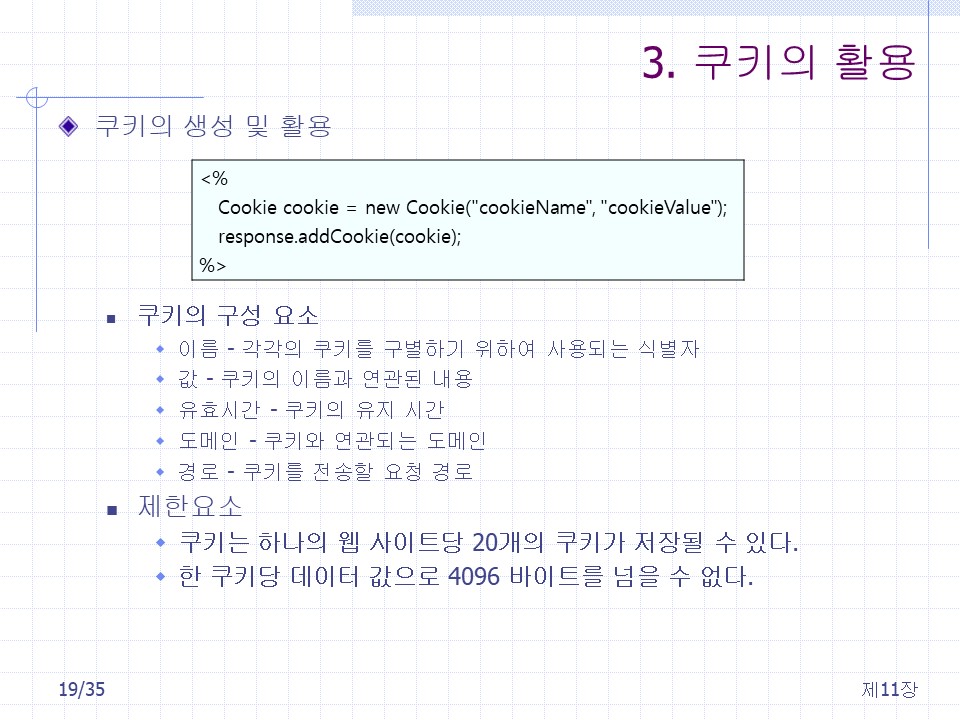 3. 쿠키의 활용
쿠키의 생성 및 활용
<%
Cookie cookie = new Cookie("cookieName", "cookieValue");
response.addCookie(cookie);
%>
쿠키의 구성 요소
이름 - 각각의 쿠키를 구별하기 위하여 사용되는 식별자
값 - 쿠키의 이름과 연관된 내용
유효시간 - 쿠키의 유지 시간
도메인 - 쿠키와 연관되는 도메인
경로 - 쿠키를 전송할 요청 경로
제한요소
쿠키는 하나의 웹 사이트당 20개의 쿠키가 저장될 수 있다.
한 쿠키당 데이터 값으로 4096 바이트를 넘을 수 없다.
19/35
제11장